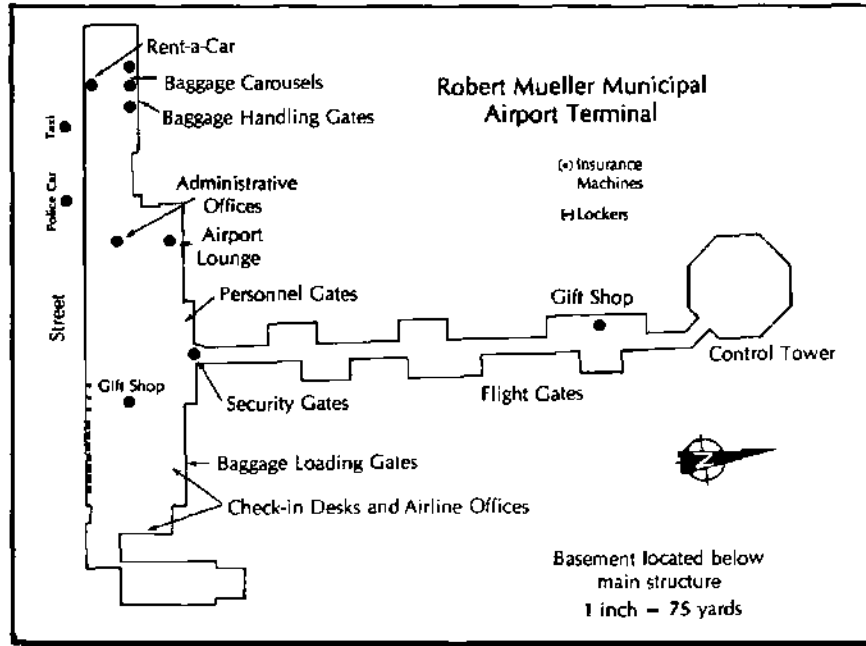 Rent-a-Car
Baggage Carousels
Baggage Handling Gates
Robert Mueller Municipal
Airport Terminal
Taxi
(•) Insurance
Machines
Lockers
Police Car
Administrative
Offices
Airport
Lounge
Personnel Gates
Gift Shop
Street
Control Tower
Gift Shop
Security Gates
Flight Gates
Baggage Loading Gates
N
Check-in Desks and Airline Offices
Basement located below
main structure
1 inch = 75 yards